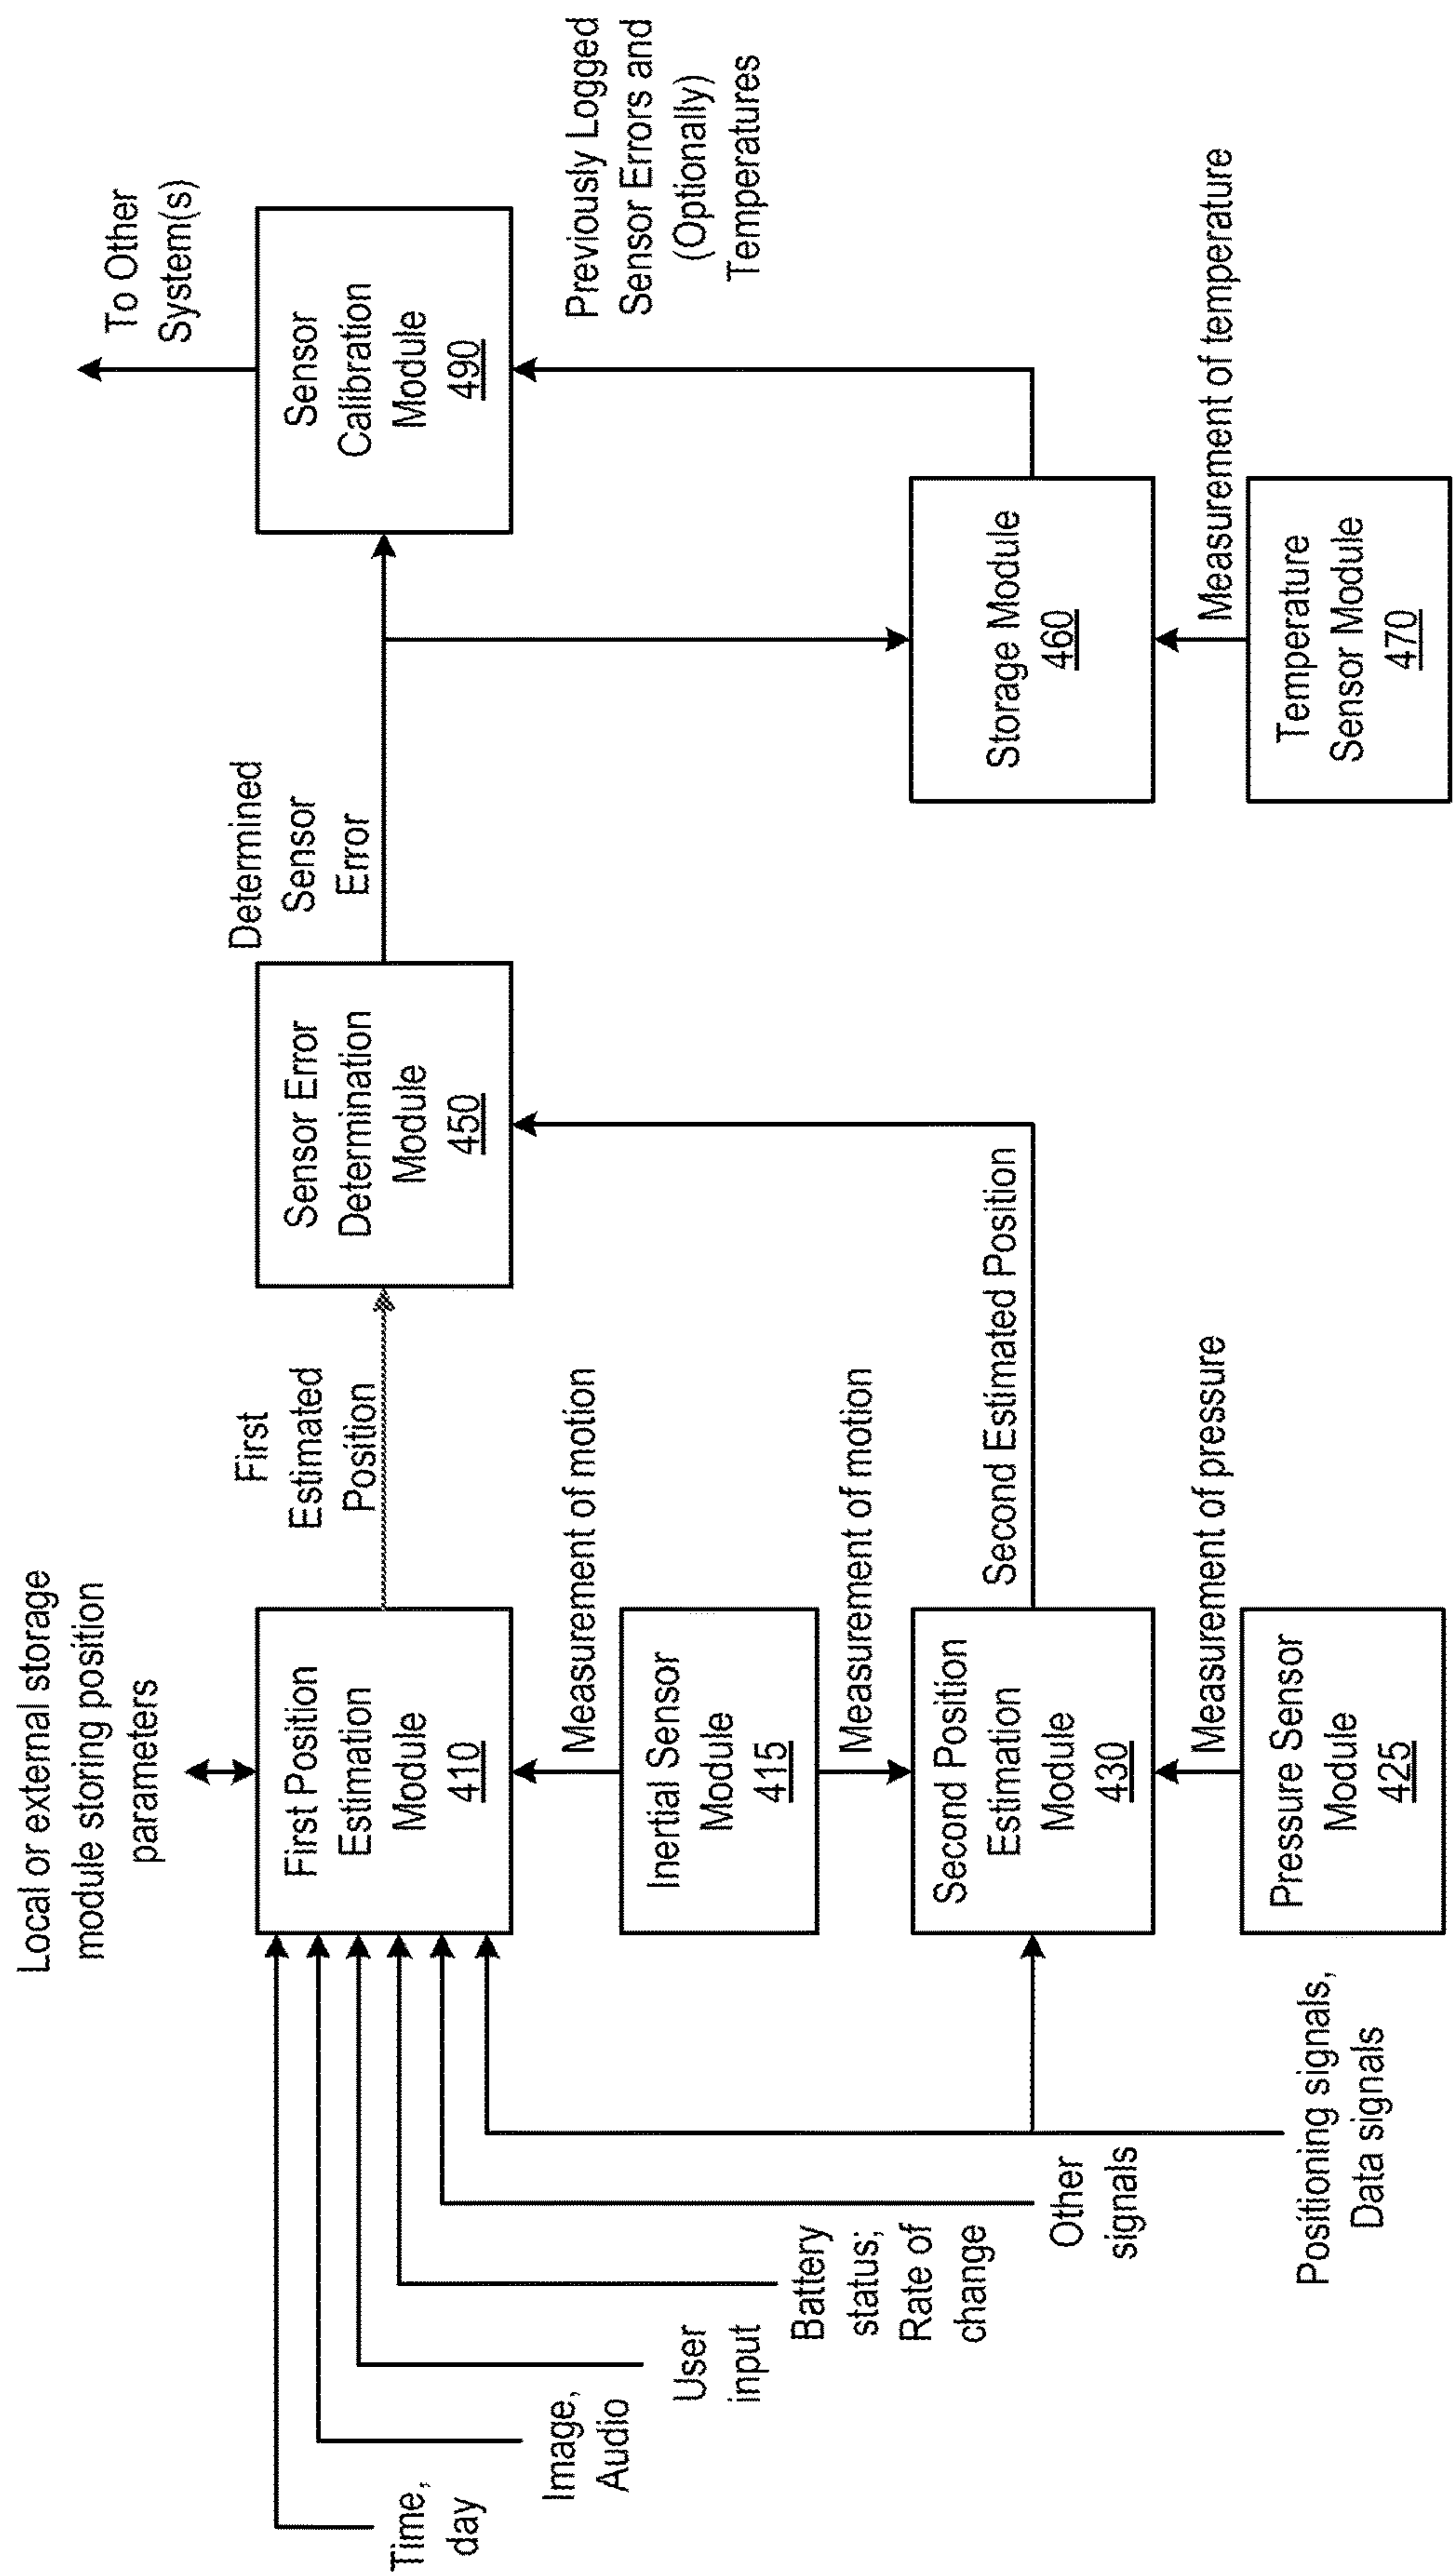 Local or external storage
module storing position
parameters
Time,
day
Image,
Audio
User
input
Battery
status;
Rate of
change
Other
signals
Positioning signals,
Data signals
First Position
Estimation
Module
410
Measurement of motion
Inertial Sensor
Module
415
Measurement of motion
Second Position
Estimation
Module
430
Measurement of pressure
Pressure Sensor
Module
425
First
Estimated
Position
Second Estimated Position
Sensor Error
Determination
Module
450
Determined
Sensor
Error
Storage Module
460
Measurement of temperature
Temperature
Sensor Module
470
To Other
System(s)
Sensor
Calibration
Module
490
Previously Logged
Sensor Errors and
(Optionally)
Temperatures